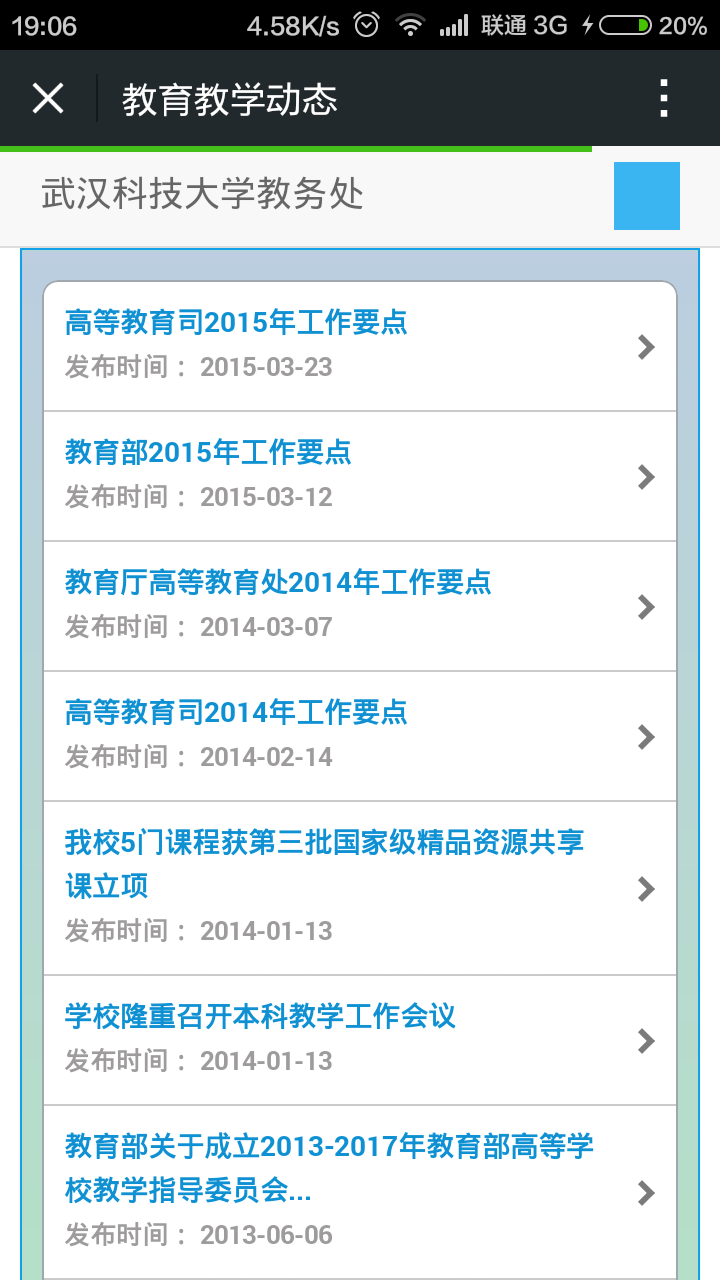 19:06 4.58K/s 联通 3G 20%
教育教学动态
武汉科技大学教务处
高等教育司2015年工作要点
发布时间 ：2015-03-23
教育部2015年工作要点
发布时间 ：2015-03-12
教育厅高等教育处2014年工作要点
发布时间 ：2014-03-07
高等教育司2014年工作要点
发布时间 ：2014-02-14
我校5门课程获第三批国家级精品资源共享
课立项
发布时间 ：2014-01-13
学校隆重召开本科教学工作会议
发布时间 ：2014-01-13
教育部关于成立2013-2017年教育部高等学
校教学指导委员会...
发布时间 ：2013-06-06